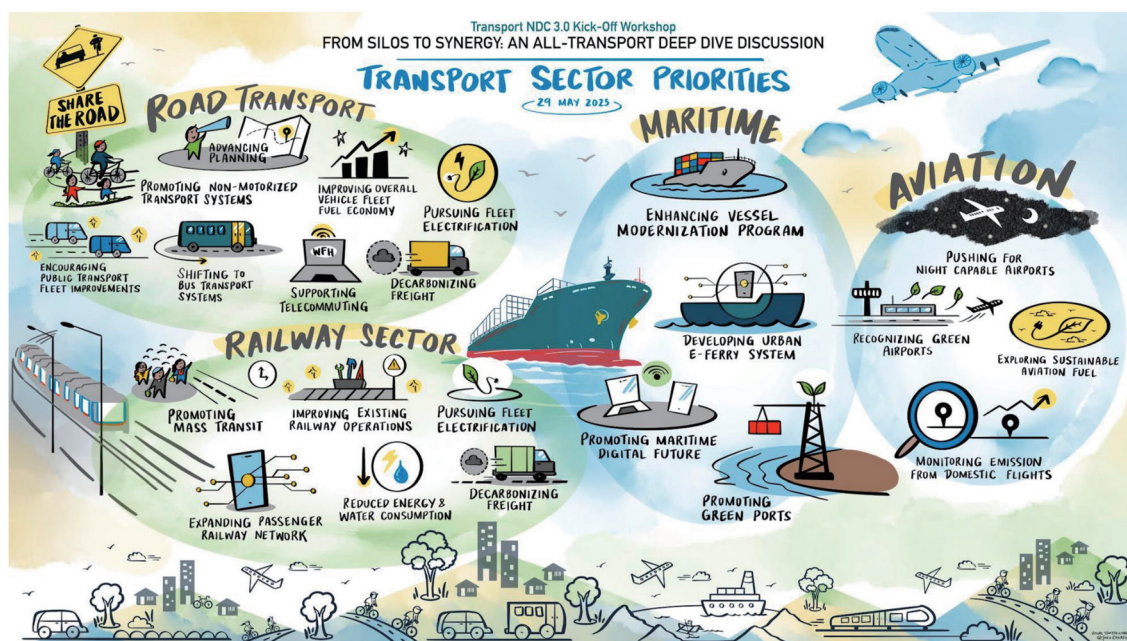 Transport NDC 3.0 Kick-Off Workshop
FROM SILOS TO SYNERGY: AN ALL-TRANSPORT DEEP DIVE DISCUSSION
TRANSPORT SECTOR PRIORITIES
29 MAY 2025
SHARE
THE ROAD
ROAD TRANSPORT
ADVANCING
PLANNING
PROMOTING NON-MOTORIZED
TRANSPORT SYSTEMS
IMPROVING OVERALL
VEHICLE FLEET
FUEL ECONOMY
PURSUING FLEET
ELECTRIFICATION
ENCOURAGING
PUBLIC TRANSPORT
FLEET IMPROVEMENTS
SHIFTING TO
BUS TRANSPORT
SYSTEMS
WFH
SUPPORTING
TELECOMMUTING
DECARBONIZING
FREIGHT
RAILWAY SECTOR
PROMOTING
MASS TRANSIT
IMPROVING EXISTING
RAILWAY OPERATIONS
PURSUING FLEET
ELECTRIFICATION
EXPANDING PASSENGER
RAILWAY NETWORK
REDUCED ENERGY &
WATER CONSUMPTION
DECARBONIZING
FREIGHT
MARITIME
ENHANCING VESSEL
MODERNIZATION PROGRAM
DEVELOPING URBAN
E-FERRY SYSTEM
PROMOTING MARITIME
DIGITAL FUTURE
PROMOTING
GREEN PORTS
AVIATION
PUSHING FOR
NIGHT CAPABLE AIRPORTS
RECOGNIZING GREEN
AIRPORTS
EXPLORING SUSTAINABLE
AVIATION FUEL
MONITORING EMISSION
FROM DOMESTIC FLIGHTS